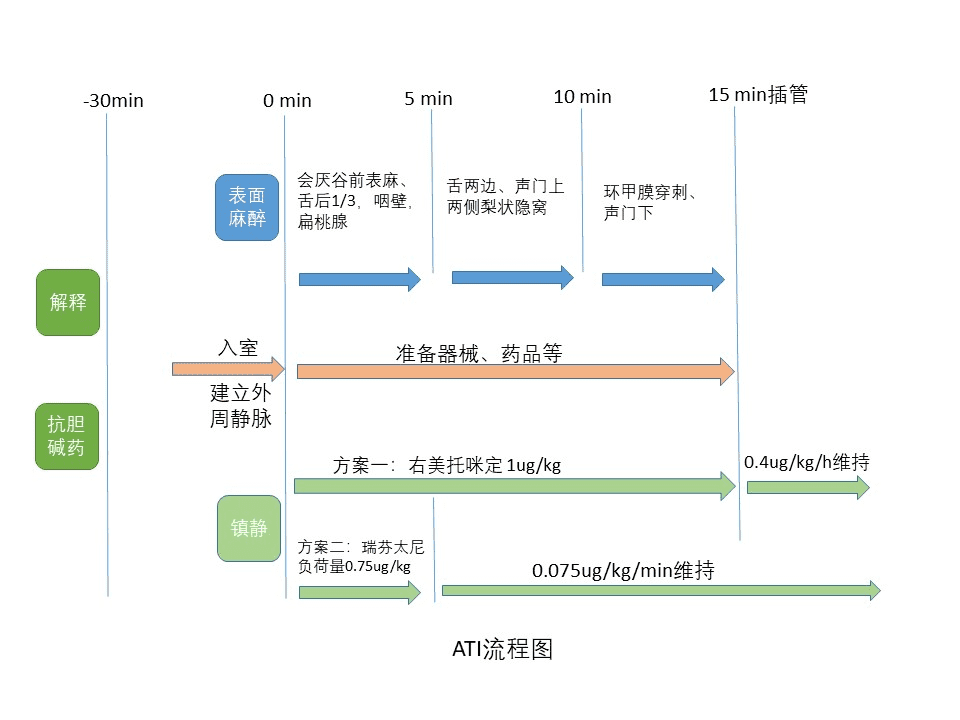 -30min
0 min
5 min
10 min
15 min插管
表面
麻醉
会厌谷前表麻、
舌后1/3，咽壁，
扁桃腺
舌两边、声门上
两侧梨状隐窝
环甲膜穿刺、
声门下
解释
入室
准备器械、药品等
建立外
周静脉
抗胆
碱药
方案一：右美托咪定 1ug/kg
0.4ug/kg/h维持
镇静
方案二：瑞芬太尼
负荷量0.75ug/kg
0.075ug/kg/min维持
ATI流程图